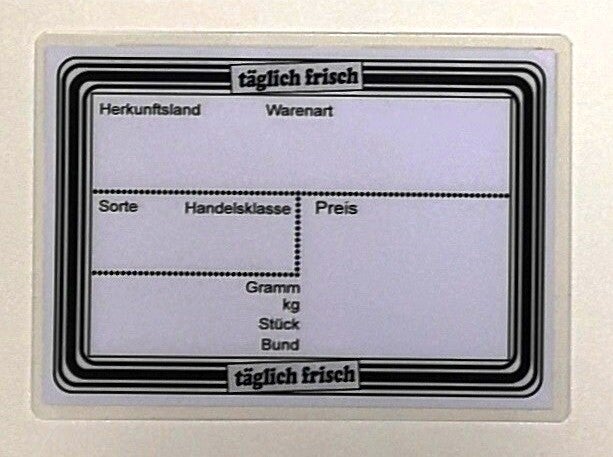 täglich frisch
Herkunftsland Warenart
Sorte Handelsklasse Preis
Gramm
kg
Stück
Bund
täglich frisch